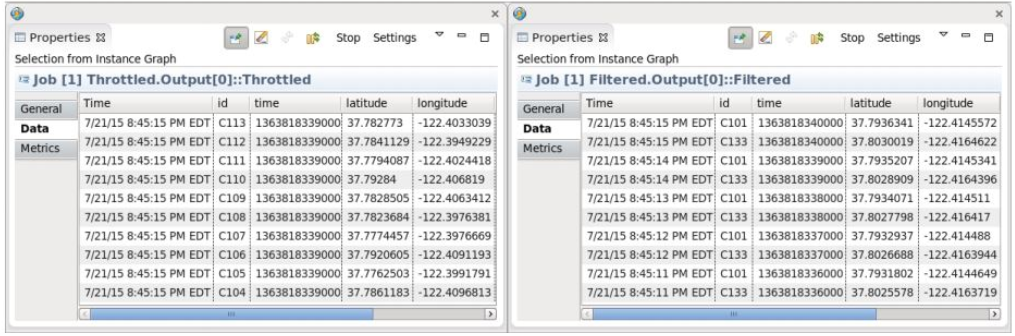 Properties
Stop Settings
Selection from Instance Graph
Job [1] Throttled.Output[0]::Throttled
General
Data
Metrics
Time id time latitude longitude
7/21/15 8:45:15 PM EDT C113 1363818339000 37.782773 -122.4033039
7/21/15 8:45:15 PM EDT C112 1363818339000 37.7841129 -122.3949229
7/21/15 8:45:15 PM EDT C111 1363818339000 37.7794087 -122.4024418
7/21/15 8:45:15 PM EDT C110 1363818339000 37.79284 -122.406819
7/21/15 8:45:15 PM EDT C109 1363818339000 37.7828505 -122.4063412
7/21/15 8:45:15 PM EDT C108 1363818339000 37.7823684 -122.3976381
7/21/15 8:45:15 PM EDT C107 1363818339000 37.7774457 -122.3976669
7/21/15 8:45:15 PM EDT C106 1363818339000 37.7920605 -122.4091193
7/21/15 8:45:15 PM EDT C105 1363818339000 37.7762503 -122.3991791
7/21/15 8:45:15 PM EDT C104 1363818339000 37.7861183 -122.4096813
Properties
Stop Settings
Selection from Instance Graph
Job [1] Filtered.Output[0]::Filtered
General
Data
Metrics
Time id time latitude longitude
7/21/15 8:45:15 PM EDT C101 1363818340000 37.7936341 -122.4145572
7/21/15 8:45:15 PM EDT C133 1363818340000 37.8030019 -122.4164622
7/21/15 8:45:14 PM EDT C101 1363818339000 37.7935207 -122.4145341
7/21/15 8:45:14 PM EDT C133 1363818339000 37.8028909 -122.4164396
7/21/15 8:45:13 PM EDT C101 1363818338000 37.7934071 -122.414511
7/21/15 8:45:13 PM EDT C133 1363818338000 37.8027798 -122.416417
7/21/15 8:45:12 PM EDT C101 1363818337000 37.7932937 -122.414488
7/21/15 8:45:12 PM EDT C133 1363818337000 37.8026688 -122.4163944
7/21/15 8:45:11 PM EDT C101 1363818336000 37.7931802 -122.4144649
7/21/15 8:45:11 PM EDT C133 1363818336000 37.8025578 -122.4163719